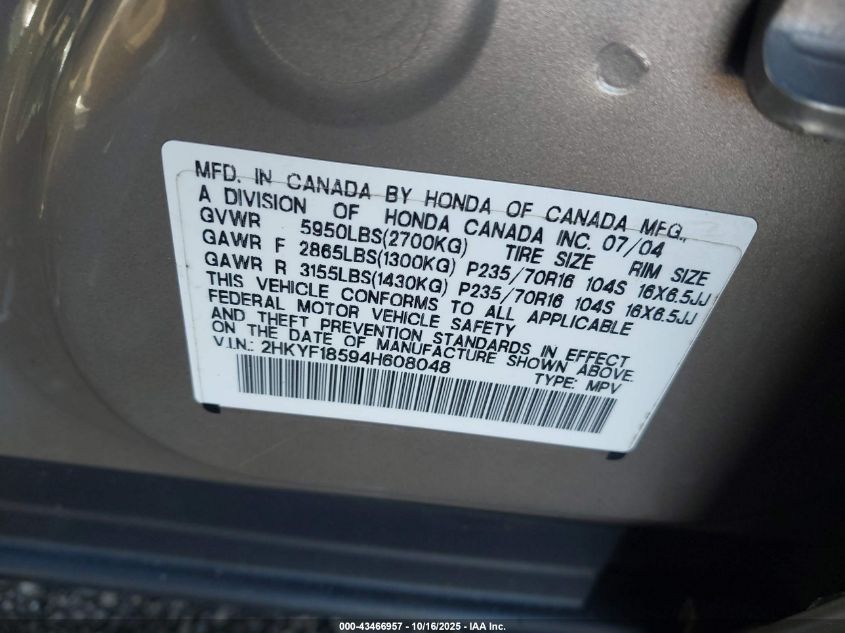 MFD. IN CANADA BY HONDA OF CANADA MFG.,
A DIVISION OF HONDA CANADA INC. 07/04
GVWR 5950LBS(2700KG) TIRE SIZE RIM SIZE
GAWR F 2865LBS(1300KG) P235/70R16 104S 16X6.5JJ
GAWR R 3155LBS(1430KG) P235/70R16 104S 16X6.5JJ
THIS VEHICLE CONFORMS TO ALL APPLICABLE
FEDERAL MOTOR VEHICLE SAFETY
AND THEFT PREVENTION STANDARDS IN EFFECT
ON THE DATE OF MANUFACTURE SHOWN ABOVE.
V.I.N.: 2HKYF18594H608048 TYPE: MPV
000-43466957 - 10/16/2025 - IAA Inc.